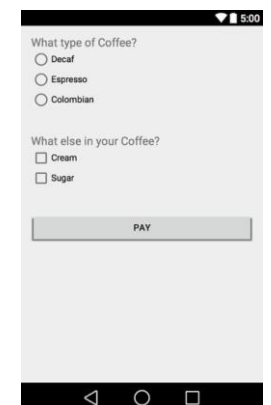 5:00
What type of Coffee?
Decaf
Espresso
Colombian
What else in your Coffee?
Cream
Sugar
PAY